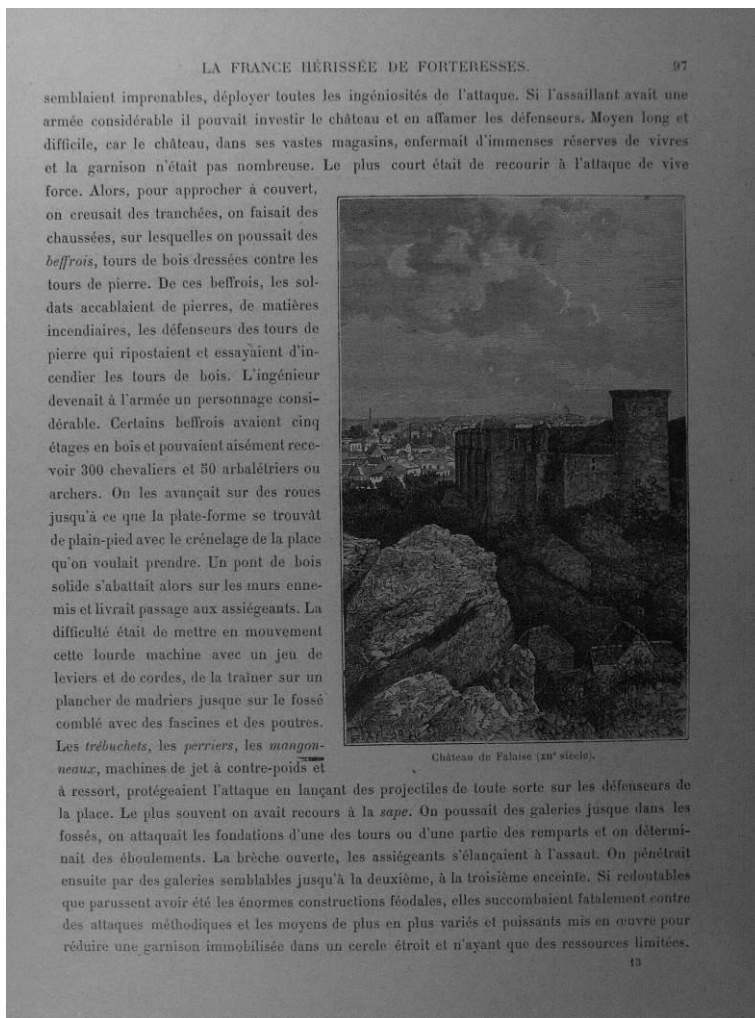 LA FRANCE HÉRISSÉE DE FORTERESSES. 97
semblaient imprenables, déployer toutes les ingéniosités de l'attaque. Si l'assaillant avait une
armée considérable il pouvait investir le château et en affamer les défenseurs. Moyen long et
difficile, car le château, dans ses vastes magasins, enfermait d'immenses réserves de vivres
et la garnison n'était pas nombreuse. Le plus court était de recourir à l'attaque de vive
force. Alors, pour approcher à couvert,
on creusait des tranchées, on faisait des
chaussées, sur lesquelles on poussait des
beffrois, tours de bois dressées contre les
tours de pierre. De ces beffrois, les sol-
dats accablaient de pierres, de matières
incendiaires, les défenseurs des tours de
pierre qui ripostaient et essayaient d'in-
cendier les tours de bois. L'ingénieur
devenait à l'armée un personnage consi-
dérable. Certains beffrois avaient cinq
étages en bois et pouvaient aisément rece-
voir 300 chevaliers et 50 arbalétriers ou
archers. On les avançait sur des roues
jusqu'à ce que la plate-forme se trouvât
de plain-pied avec le crénelage de la place
qu'on voulait prendre. Un pont de bois
solide s'abattait alors sur les murs enne-
mis et livrait passage aux assiégeants. La
difficulté était de mettre en mouvement
cette lourde machine avec un jeu de
leviers et de cordes, de la traîner sur un
plancher de madriers jusque sur le fossé
comblé avec des fascines et des poutres.
Les trébuchets, les perriers, les mangon-
neaux, machines de jet à contre-poids et
Château de Falaise (XIIe siècle).
à ressort, protégeaient l'attaque en lançant des projectiles de toute sorte sur les défenseurs de
la place. Le plus souvent on avait recours à la sape. On poussait des galeries jusque dans les
fossés, on attaquait les fondations d'une des tours ou d'une partie des remparts et on détermi-
nait des éboulements. La brèche ouverte, les assiégeants s'élançaient à l'assaut. On pénétrait
ensuite par des galeries semblables jusqu'à la deuxième, à la troisième enceinte. Si redoutables
que parussent avoir été les énormes constructions féodales, elles succombaient fatalement contre
des attaques méthodiques et les moyens de plus en plus variés et puissants mis en œuvre pour
réduire une garnison immobilisée dans un cercle étroit et n'ayant que des ressources limitées.
13